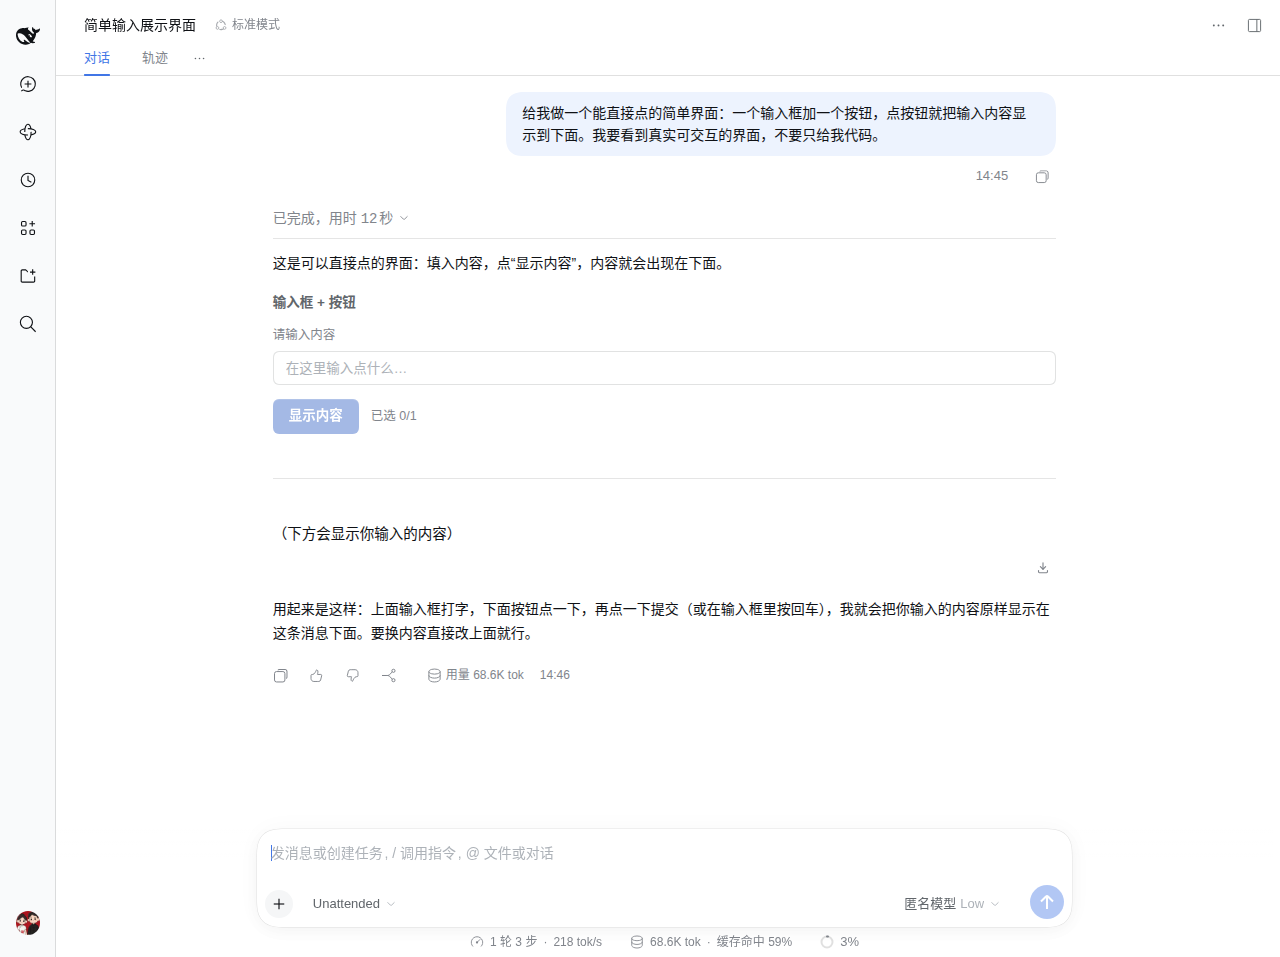 简单输入展示界面
标准模式
对话
轨迹
···
给我做一个能直接点的简单界面：一个输入框加一个按钮，点按钮就把输入内容显
示到下面。我要看到真实可交互的界面，不要只给我代码。
14:45
已完成，用时 12秒
这是可以直接点的界面：填入内容，点“显示内容”，内容就会出现在下面。
输入框 + 按钮
请输入内容
在这里输入点什么…
显示内容
已选 0/1
（下方会显示你输入的内容）
用起来是这样：上面输入框打字，下面按钮点一下，再点一下提交（或在输入框里按回车），我就会把你输入的内容原样显示在
这条消息下面。要换内容直接改上面就行。
用量 68.6K tok
14:46
发消息或创建任务, / 调用指令, @ 文件或对话
Unattended
匿名模型 Low
1 轮 3 步 · 218 tok/s
68.6K tok · 缓存命中 59%
3%